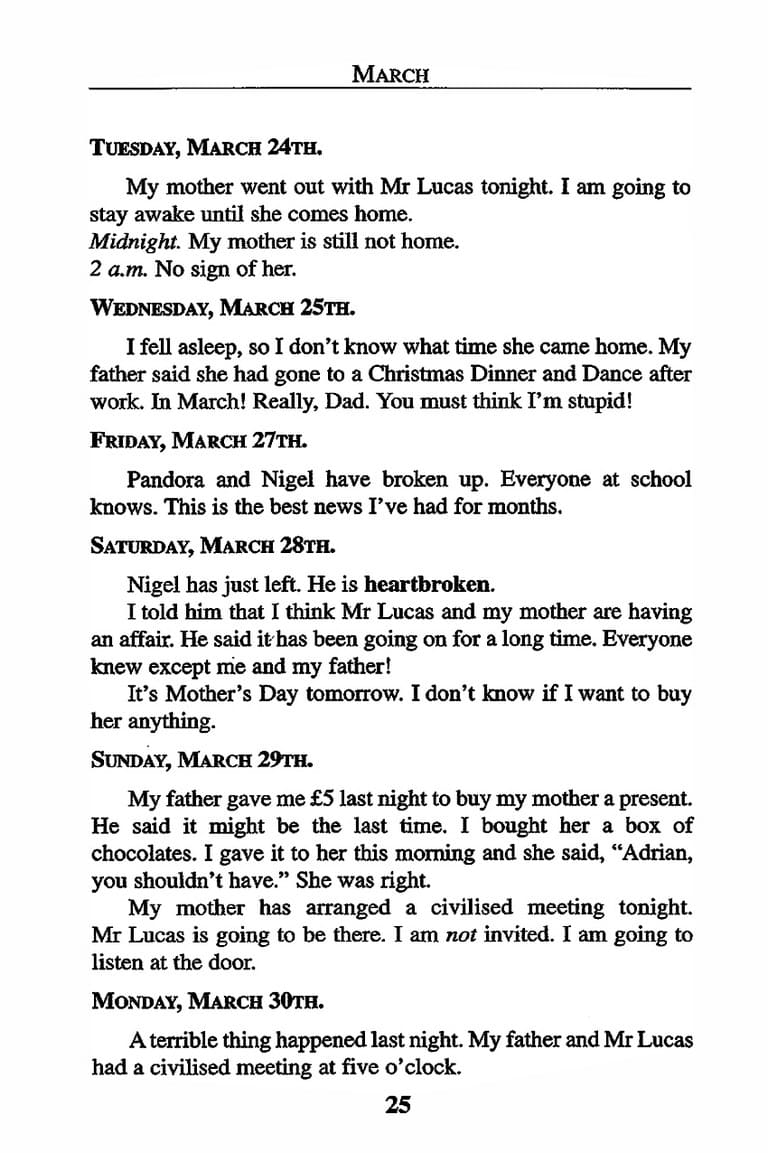 MARCH
TUESDAY, MARCH 24TH.
My mother went out with Mr Lucas tonight. I am going to
stay awake until she comes home.
Midnight. My mother is still not home.
2 a.m. No sign of her.
WEDNESDAY, MARCH 25TH.
I fell asleep, so I don't know what time she came home. My
father said she had gone to a Christmas Dinner and Dance after
work. In March! Really, Dad. You must think I'm stupid!
FRIDAY, MARCH 27TH.
Pandora and Nigel have broken up. Everyone at school
knows. This is the best news I've had for months.
SATURDAY, MARCH 28TH.
Nigel has just left. He is heartbroken.
I told him that I think Mr Lucas and my mother are having
an affair. He said it has been going on for a long time. Everyone
knew except me and my father!
It's Mother's Day tomorrow. I don't know if I want to buy
her anything.
SUNDAY, MARCH 29TH.
My father gave me £5 last night to buy my mother a present.
He said it might be the last time. I bought her a box of
chocolates. I gave it to her this morning and she said, “Adrian,
you shouldn't have.” She was right.
My mother has arranged a civilised meeting tonight.
Mr Lucas is going to be there. I am not invited. I am going to
listen at the door.
MONDAY, MARCH 30TH.
A terrible thing happened last night. My father and Mr Lucas
had a civilised meeting at five o'clock.
25